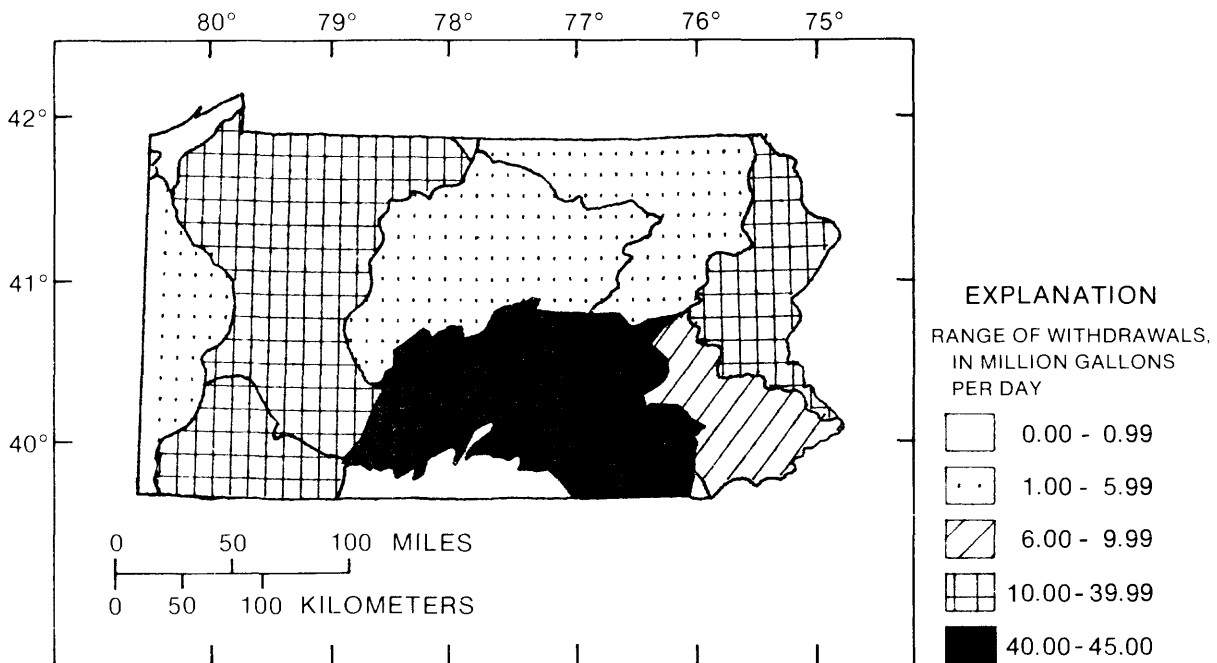 80° 79° 78° 77° 76° 75°
42°
41°
40°
0 50 100 MILES
0 50 100 KILOMETERS
EXPLANATION
RANGE OF WITHDRAWALS,
IN MILLION GALLONS
PER DAY
0.00 - 0.99
1.00 - 5.99
6.00 - 9.99
10.00 - 39.99
40.00 - 45.00